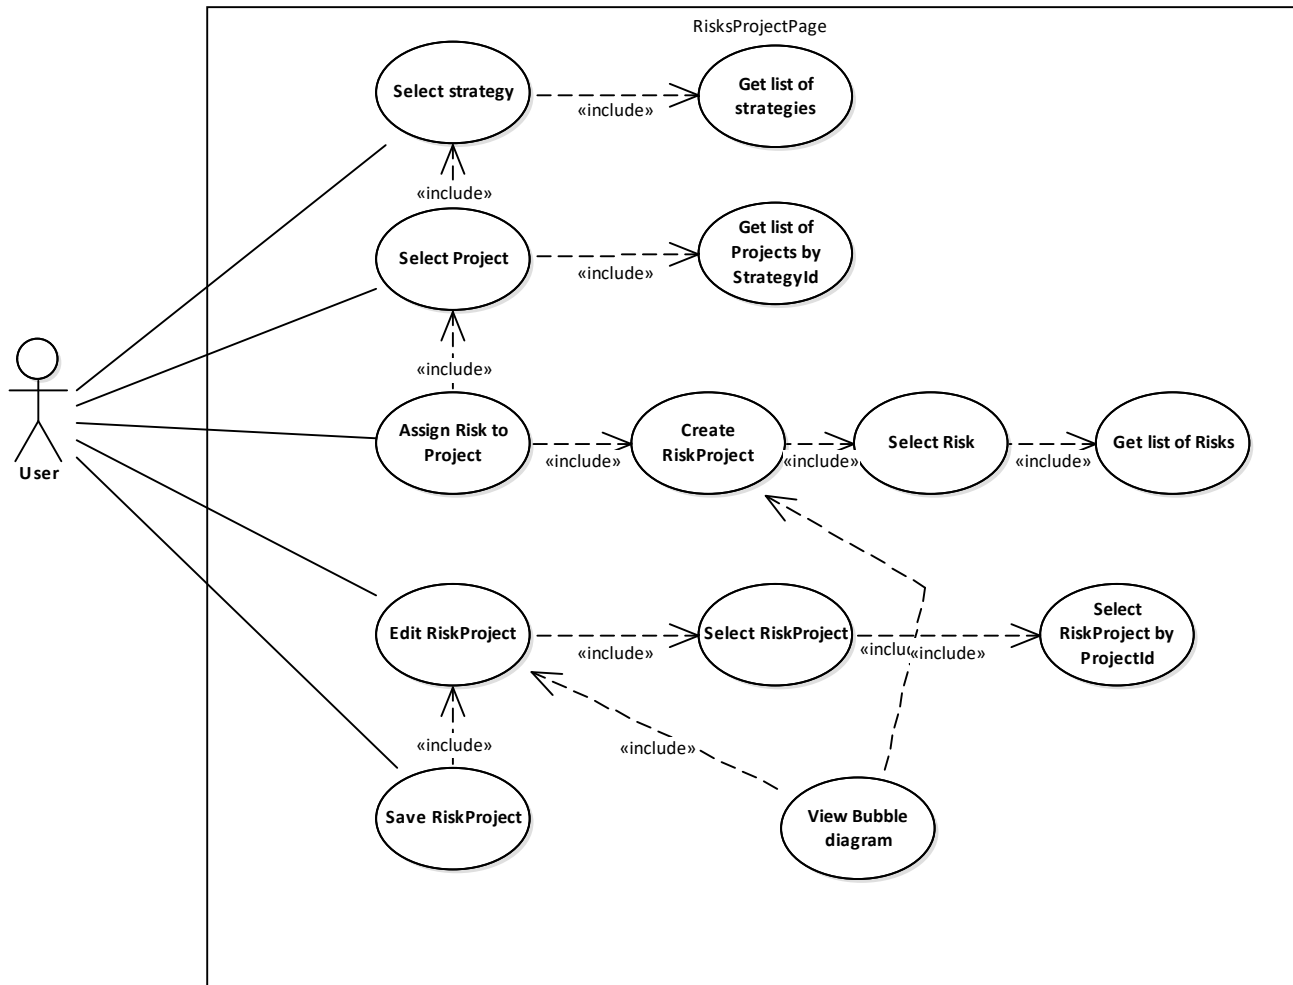 RisksProjectPage
Select strategy
«include»
Get list of
strategies
«include»
Select Project
«include»
Get list of
Projects by
StrategyId
«include»
Assign Risk to
Project
«include»
Create
RiskProject
«include»
Select Risk
«include»
Get list of Risks
User
Edit RiskProject
«include»
Select RiskProject
«inclu
«include»
Select
RiskProject by
ProjectId
«include»
«include»
Save RiskProject
View Bubble
diagram